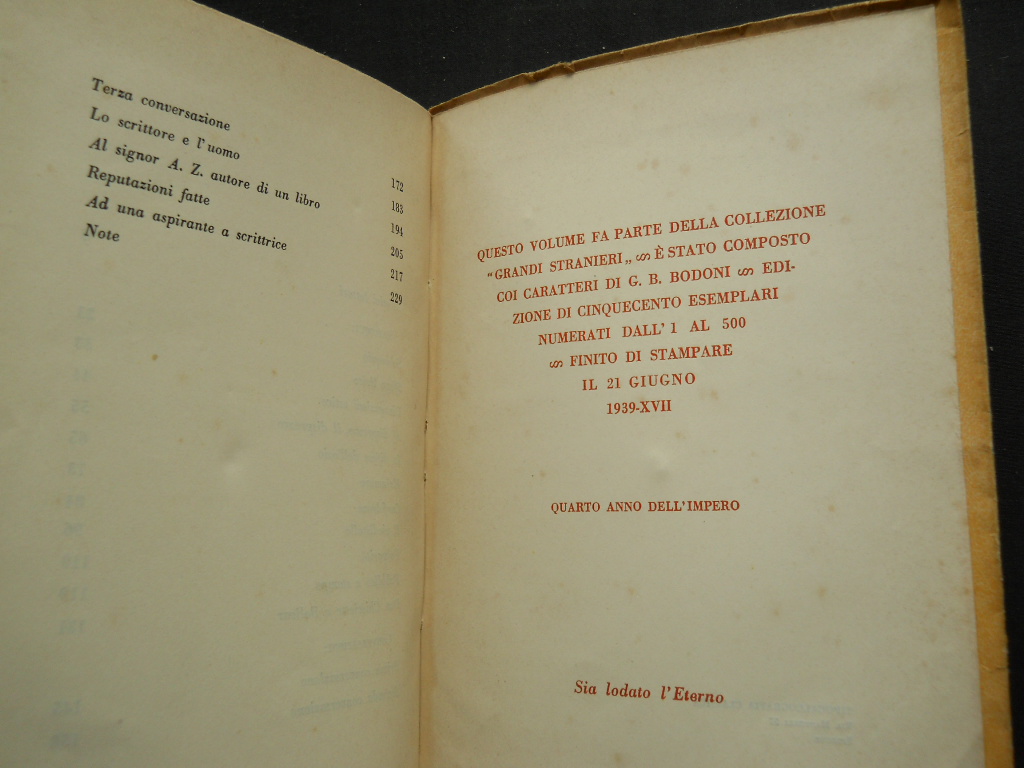 Terza conversazione 172
Lo scrittore e l'uomo 183
Al signor A. Z. autore di un libro 194
Reputazioni fatte 205
Ad una aspirante a scrittrice 217
Note 229
QUESTO VOLUME FA PARTE DELLA COLLEZIONE
"GRANDI STRANIERI„ § È STATO COMPOSTO
COI CARATTERI DI G. B. BODONI § EDI-
ZIONE DI CINQUECENTO ESEMPLARI
NUMERATI DALL'1 AL 500
§ FINITO DI STAMPARE
IL 21 GIUGNO
1939-XVII
QUARTO ANNO DELL'IMPERO
Sia lodato l'Eterno